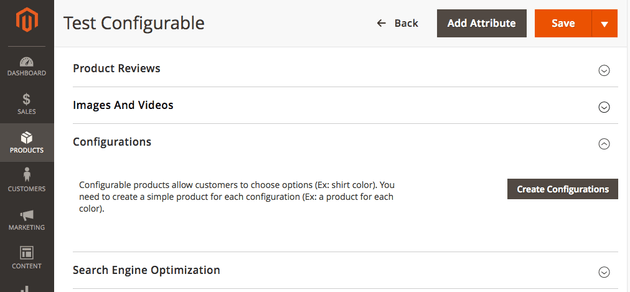 Test Configurable
← Back
Add Attribute
Save
DASHBOARD
$
SALES
PRODUCTS
CUSTOMERS
MARKETING
CONTENT
Product Reviews
Images And Videos
Configurations
Configurable products allow customers to choose options (Ex: shirt color). You
need to create a simple product for each configuration (Ex: a product for each
color).
Create Configurations
Search Engine Optimization